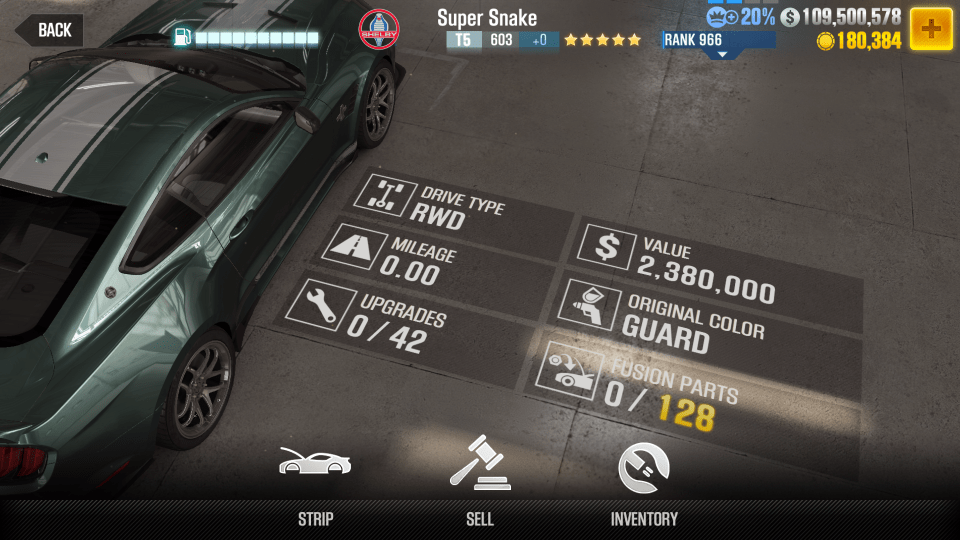 BACK
SHELBY
Super Snake
T5 603 +0
20%
109,500,578
RANK 966
180,384
DRIVE TYPE
RWD
MILEAGE
0.00
UPGRADES
0 / 42
VALUE
2,380,000
ORIGINAL COLOR
GUARD
FUSION PARTS
0 / 128
STRIP
SELL
INVENTORY